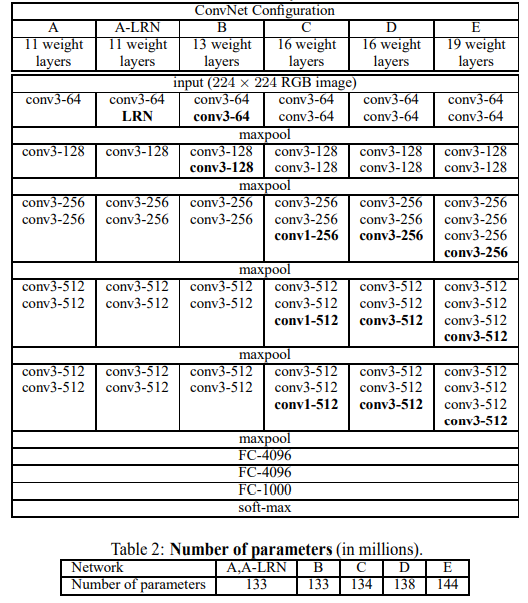 ConvNet Configuration
A A-LRN B C D E
11 weight 11 weight 13 weight 16 weight 16 weight 19 weight
layers layers layers layers layers layers
input (224 × 224 RGB image)
conv3-64 conv3-64 conv3-64 conv3-64 conv3-64 conv3-64
LRN conv3-64 conv3-64 conv3-64 conv3-64
maxpool
conv3-128 conv3-128 conv3-128 conv3-128 conv3-128 conv3-128
conv3-128 conv3-128 conv3-128 conv3-128
maxpool
conv3-256 conv3-256 conv3-256 conv3-256 conv3-256 conv3-256
conv3-256 conv3-256 conv3-256 conv3-256 conv3-256 conv3-256
conv1-256 conv3-256 conv3-256
conv3-256
maxpool
conv3-512 conv3-512 conv3-512 conv3-512 conv3-512 conv3-512
conv3-512 conv3-512 conv3-512 conv3-512 conv3-512 conv3-512
conv1-512 conv3-512 conv3-512
conv3-512
maxpool
conv3-512 conv3-512 conv3-512 conv3-512 conv3-512 conv3-512
conv3-512 conv3-512 conv3-512 conv3-512 conv3-512 conv3-512
conv1-512 conv3-512 conv3-512
conv3-512
maxpool
FC-4096
FC-4096
FC-1000
soft-max
Table 2: Number of parameters (in millions).
Network A,A-LRN B C D E
Number of parameters 133 133 134 138 144